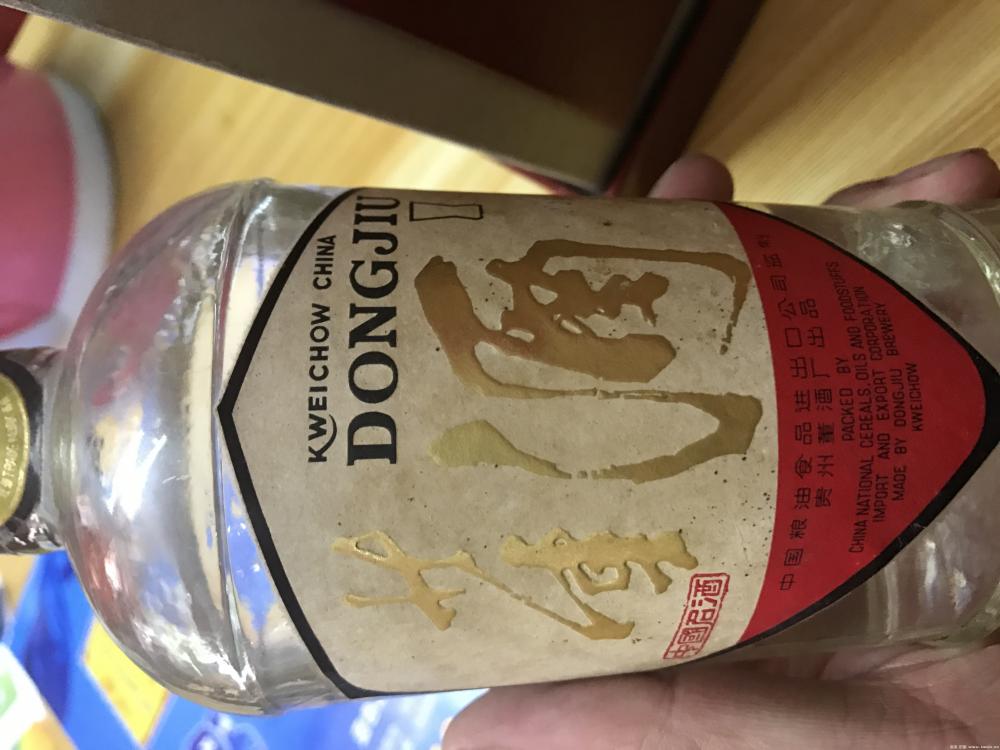 KWEICHOW CHINA
DONGJIU
董酒
中國名酒
中国粮油食品进出口公司监制
贵州董酒厂出品
PACKED BY
CHINA NATIONAL CEREALS, OILS AND FOODSTUFFS
IMPORT AND EXPORT CORPORATION
MADE BY DONGJIU BREWERY
KWEICHOW